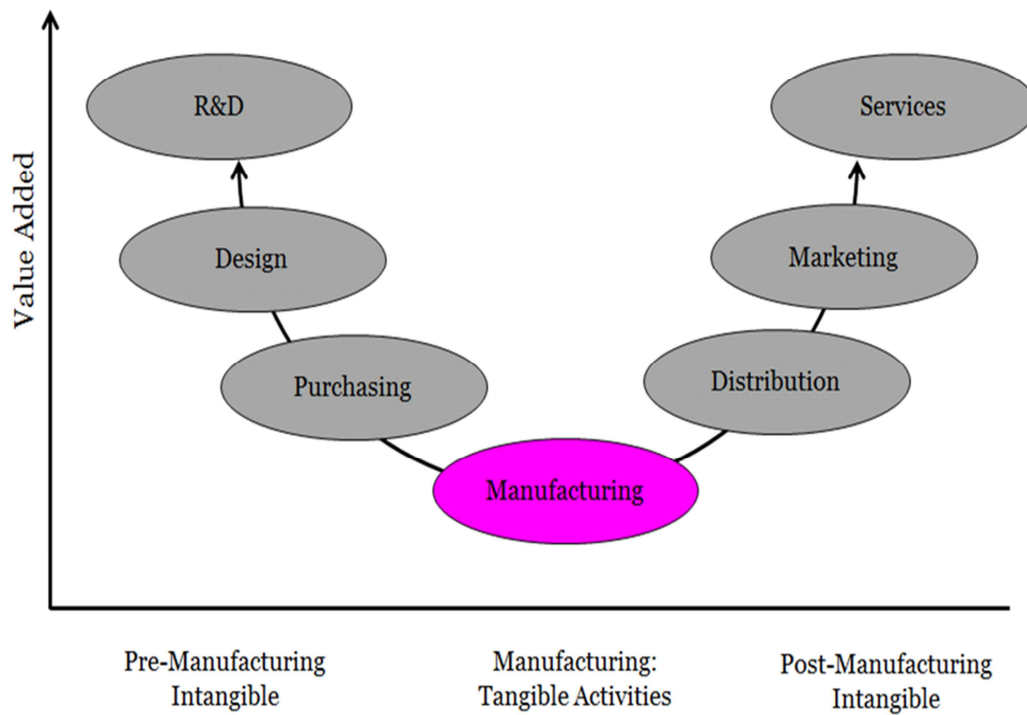 Value Added
R&D
Services
Design
Marketing
Purchasing
Distribution
Manufacturing
Pre-Manufacturing
Intangible
Manufacturing:
Tangible Activities
Post-Manufacturing
Intangible